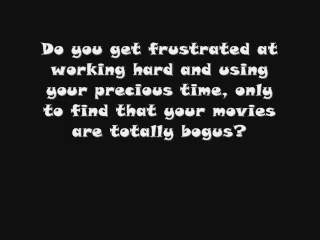 Do you get frustrated at
working hard and using
your precious time, only
to find that your movies
are totally bogus?